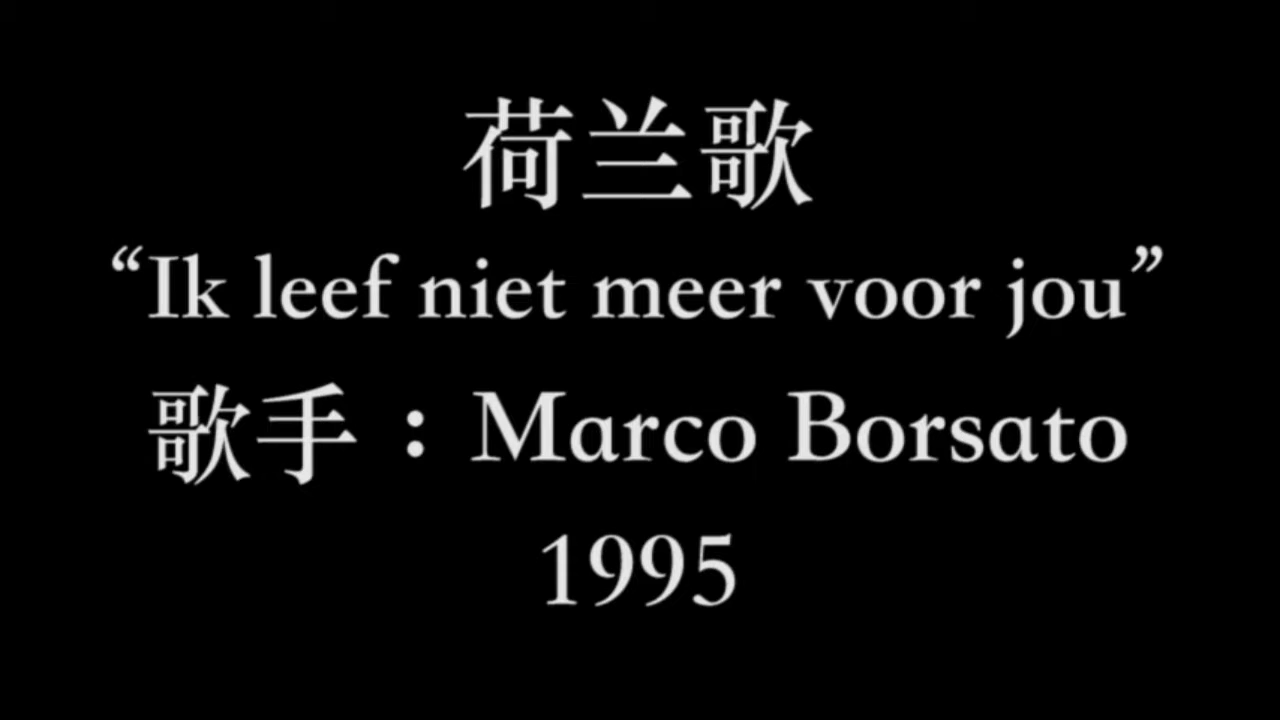 荷兰歌
“Ik leef niet meer voor jou”
歌手：Marco Borsato
1995